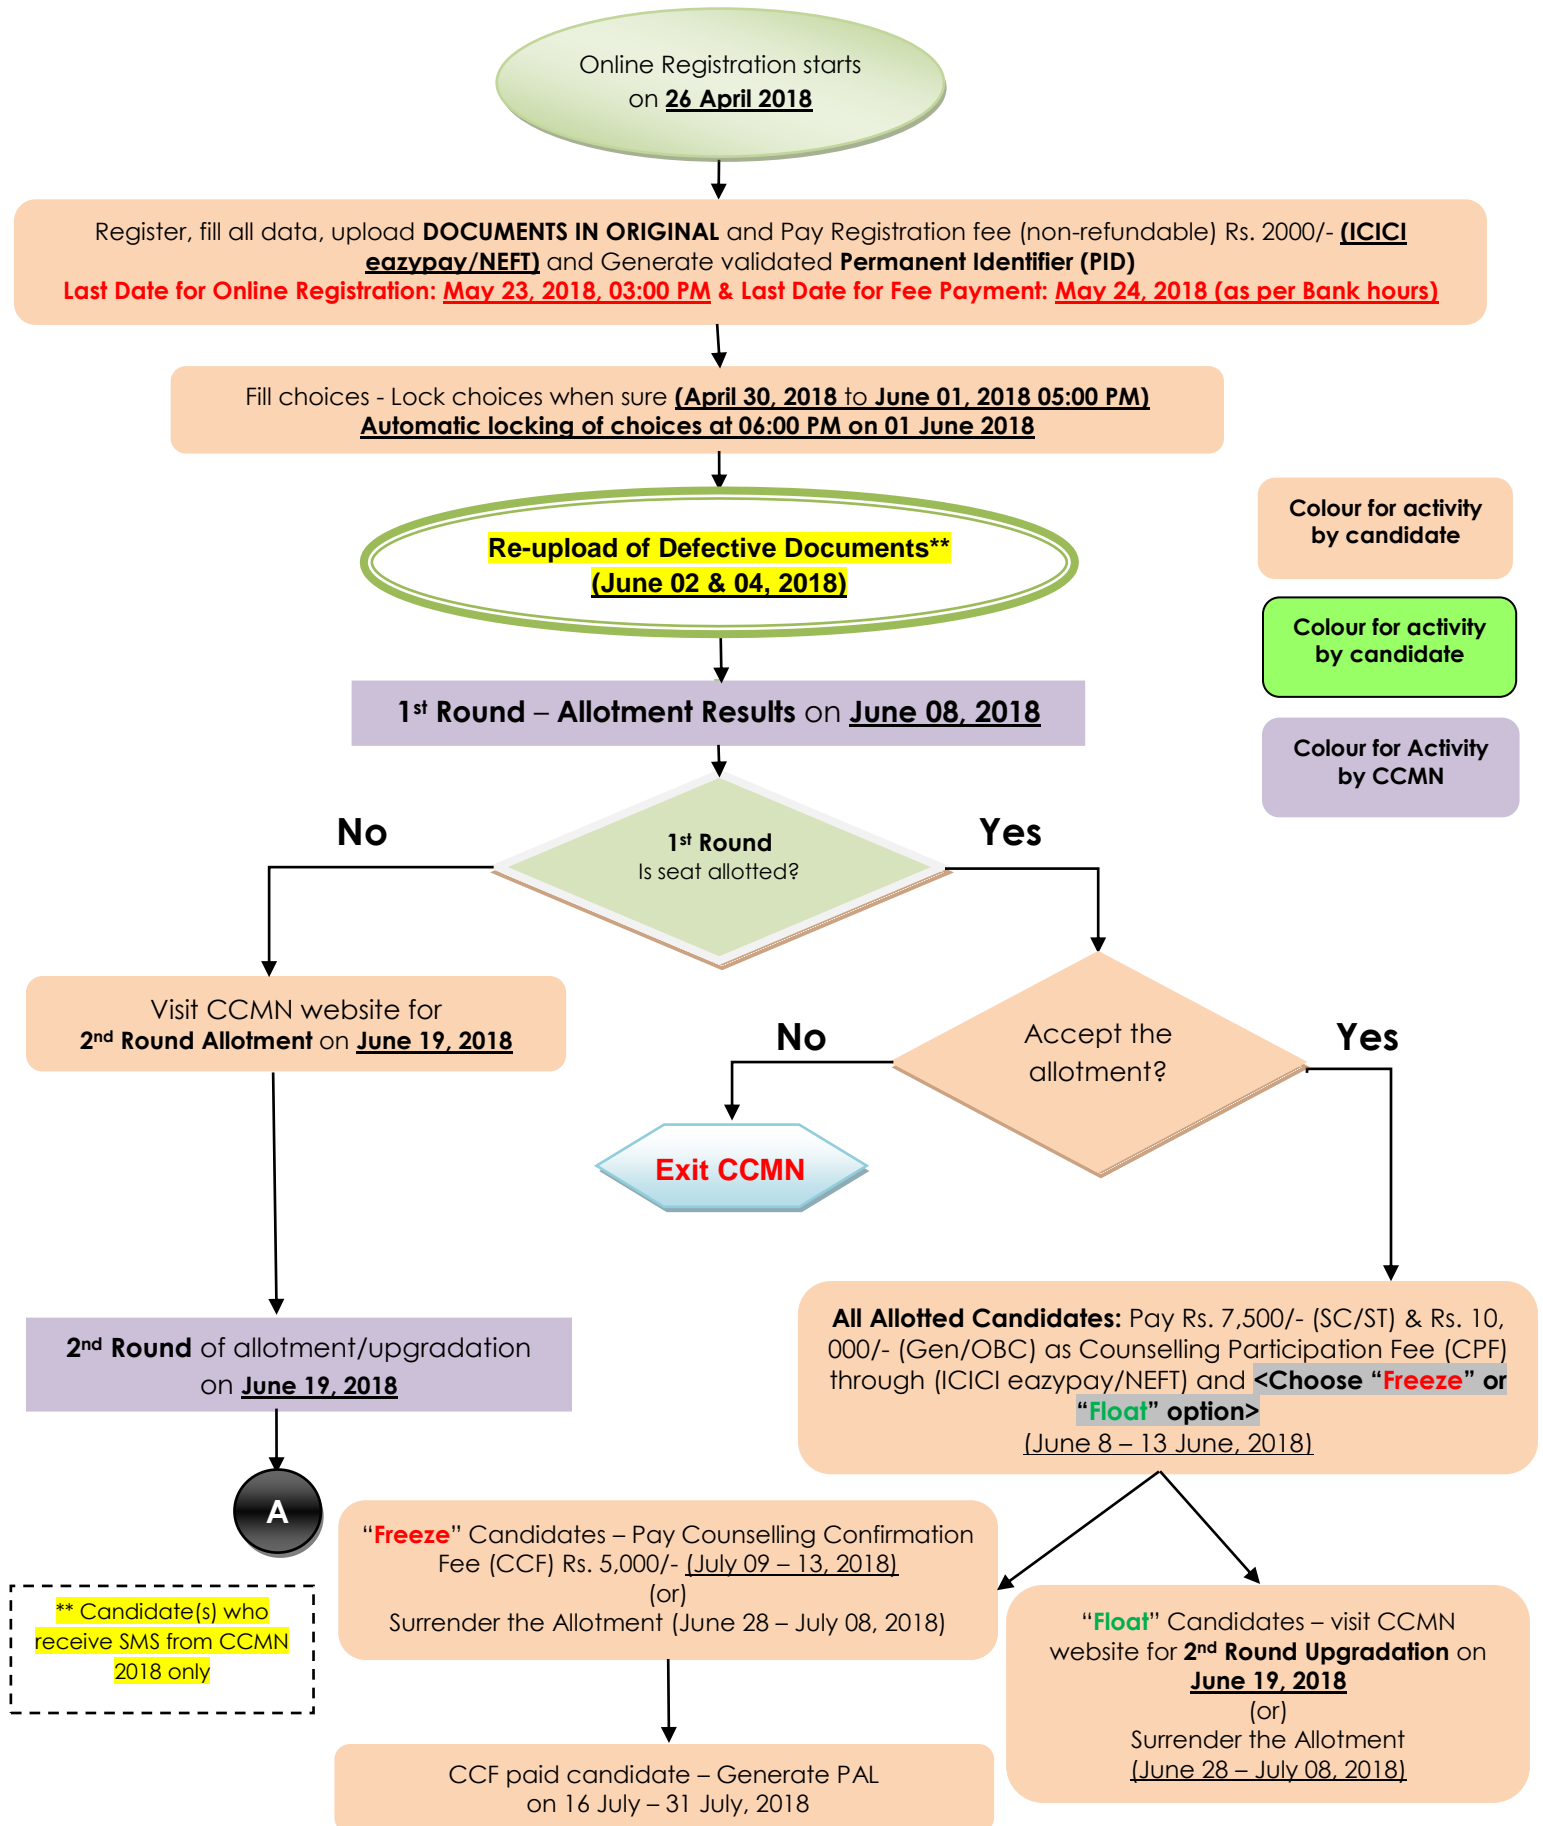 Online Registration starts
on 26 April 2018
Register, fill all data, upload DOCUMENTS IN ORIGINAL and Pay Registration fee (non-refundable) Rs. 2000/- (ICICI
eazypay/NEFT) and Generate validated Permanent Identifier (PID)
Last Date for Online Registration: May 23, 2018, 03:00 PM & Last Date for Fee Payment: May 24, 2018 (as per Bank hours)
Fill choices - Lock choices when sure (April 30, 2018 to June 01, 2018 05:00 PM)
Automatic locking of choices at 06:00 PM on 01 June 2018
Re-upload of Defective Documents**
(June 02 & 04, 2018)
Colour for activity
by candidate
Colour for activity
by candidate
Colour for Activity
by CCMN
1st Round – Allotment Results on June 08, 2018
No
1st Round
Is seat allotted?
Yes
Visit CCMN website for
2nd Round Allotment on June 19, 2018
No
Accept the
allotment?
Yes
Exit CCMN
2nd Round of allotment/upgradation
on June 19, 2018
A
All Allotted Candidates: Pay Rs. 7,500/- (SC/ST) & Rs. 10,
000/- (Gen/OBC) as Counselling Participation Fee (CPF)
through (ICICI eazypay/NEFT) and <Choose “Freeze” or
“Float” option>
(June 8 – 13 June, 2018)
“Freeze” Candidates – Pay Counselling Confirmation
Fee (CCF) Rs. 5,000/- (July 09 – 13, 2018)
(or)
Surrender the Allotment (June 28 – July 08, 2018)
“Float” Candidates – visit CCMN
website for 2nd Round Upgradation on
June 19, 2018
(or)
Surrender the Allotment
(June 28 – July 08, 2018)
** Candidate(s) who
receive SMS from CCMN
2018 only
CCF paid candidate – Generate PAL
on 16 July – 31 July, 2018